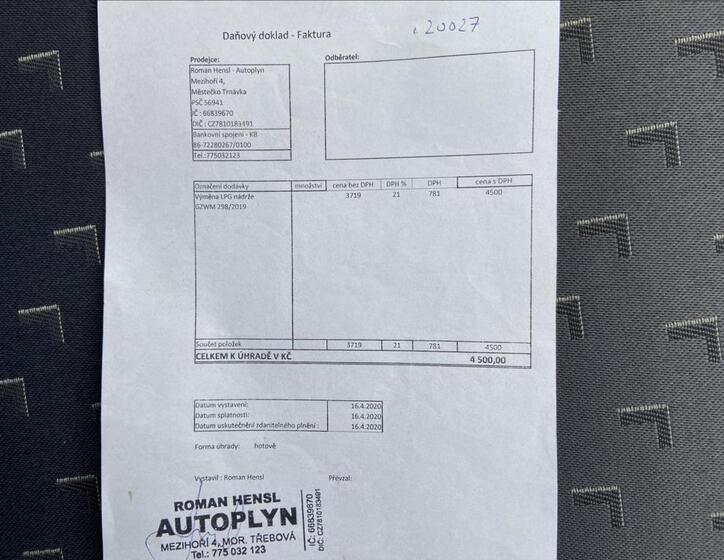 Daňový doklad - Faktura
č. 20027
Prodejce:
Roman Hensl - Autoplyn
Mezihoří 4,
Městečko Trnávka
PSČ 56941
IČ : 66839670
DIČ : CZ7810183491
Bankovní spojení - KB
86-72280267/0100
Tel.:775032123
Odběratel:
Označení dodávky množství cena bez DPH DPH % DPH cena s DPH
Výměna LPG nádrže 3719 21 781 4500
GZWM 298/2019
Součet položek 3719 21 781 4500
CELKEM K ÚHRADĚ V KČ 4 500,00
Datum vystavení: 16.4.2020
Datum splatnosti: 16.4.2020
Datum uskutečnění zdanitelného plnění : 16.4.2020
Forma úhrady: hotově
Vystavil : Roman Hensl Převzal:
ROMAN HENSL
AUTOPLYN
MEZIHOŘÍ 4, MOR. TŘEBOVÁ
Tel.: 775 032 123
IČ: 66839670
DIČ: CZ7810183491